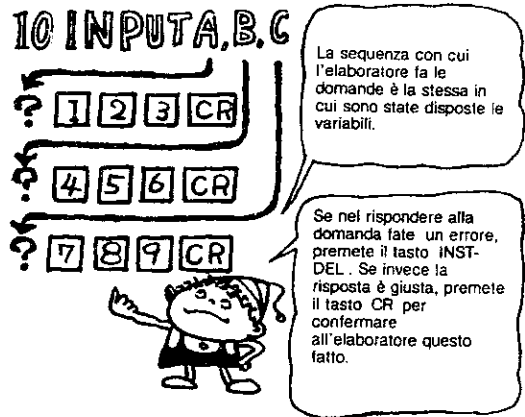 10 INPUT A, B, C
? 1 2 3 CR
? 4 5 6 CR
? 7 8 9 CR
La sequenza con cui
l'elaboratore fa le
domande è la stessa in
cui sono state disposte le
variabili.
Se nel rispondere alla
domanda fate un errore,
premete il tasto INST-
DEL. Se invece la
risposta è giusta, premete
il tasto CR per
confermare
all'elaboratore questo
fatto.